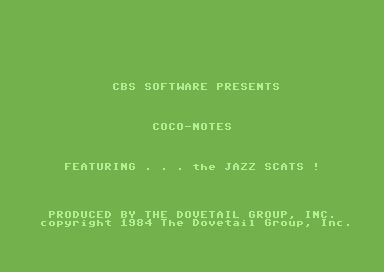 CBS SOFTWARE PRESENTS
COCO-NOTES
FEATURING . . . the JAZZ SCATS !
PRODUCED BY THE DOVETAIL GROUP, INC.
copyright 1984 The Dovetail Group, Inc.